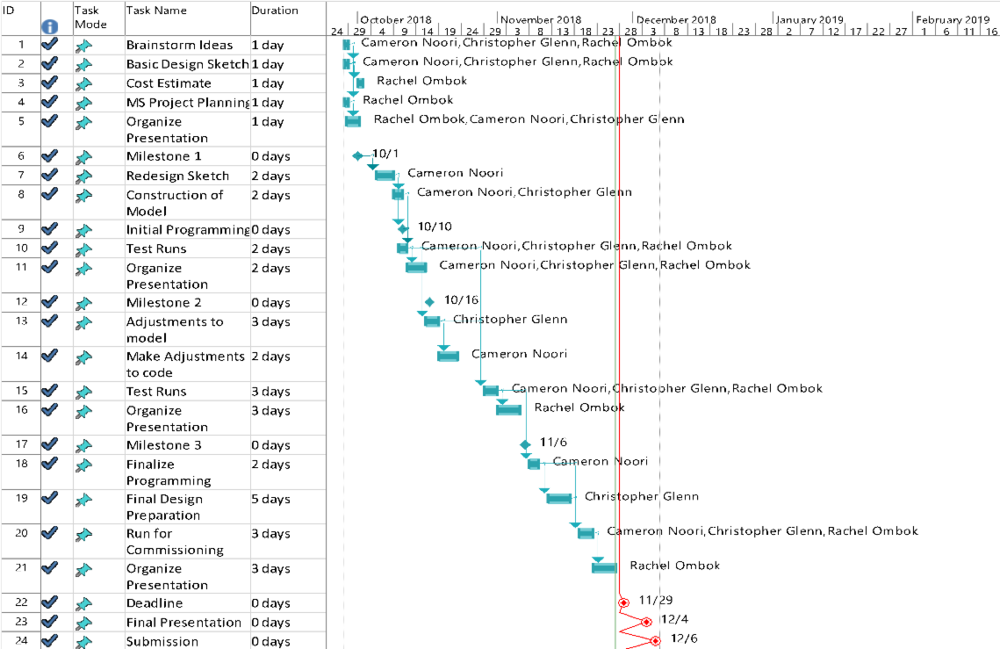 ID Task Mode Task Name Duration October 2018 November 2018 December 2018 January 2019 February 2019
24 29 4 9 14 19 24 29 3 8 13 18 23 28 3 8 13 18 23 28 2 7 12 17 22 27 1 6 11 16
1 Brainstorm Ideas 1 day Cameron Noori,Christopher Glenn,Rachel Ombok
2 Basic Design Sketch 1 day Cameron Noori,Christopher Glenn,Rachel Ombok
3 Cost Estimate 1 day Rachel Ombok
4 MS Project Planning 1 day Rachel Ombok
5 Organize 1 day Rachel Ombok,Cameron Noori,Christopher Glenn
Presentation
6 Milestone 1 0 days 10/1
7 Redesign Sketch 2 days Cameron Noori
8 Construction of 2 days Cameron Noori,Christopher Glenn
Model
9 Initial Programming 0 days 10/10
10 Test Runs 2 days Cameron Noori,Christopher Glenn,Rachel Ombok
11 Organize 2 days Cameron Noori,Christopher Glenn,Rachel Ombok
Presentation
12 Milestone 2 0 days 10/16
13 Adjustments to 3 days Christopher Glenn
model
14 Make Adjustments 2 days Cameron Noori
to code
15 Test Runs 3 days Cameron Noori,Christopher Glenn,Rachel Ombok
16 Organize 3 days Rachel Ombok
Presentation
17 Milestone 3 0 days 11/6
18 Finalize 2 days Cameron Noori
Programming
19 Final Design 5 days Christopher Glenn
Preparation
20 Run for 3 days Cameron Noori,Christopher Glenn,Rachel Ombok
Commissioning
21 Organize 3 days Rachel Ombok
Presentation
22 Deadline 0 days 11/29
23 Final Presentation 0 days 12/4
24 Submission 0 days 12/6